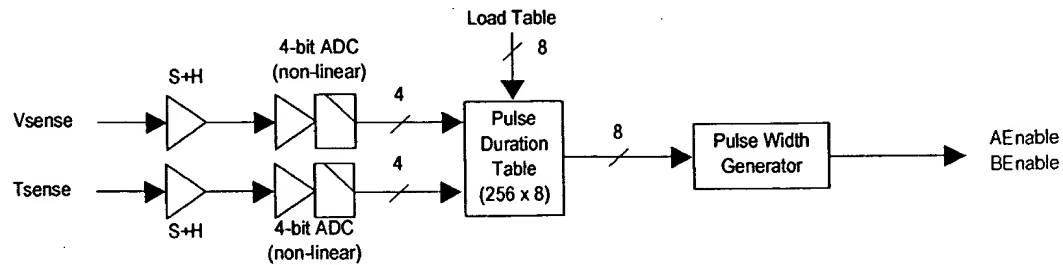 Load Table
8
4-bit ADC
(non-linear)
S+H
4
Vsense
Pulse
Duration
Table
(256 x 8)
8
Pulse Width
Generator
AEnable
BEnable
Tsense
4
S+H
4-bit ADC
(non-linear)